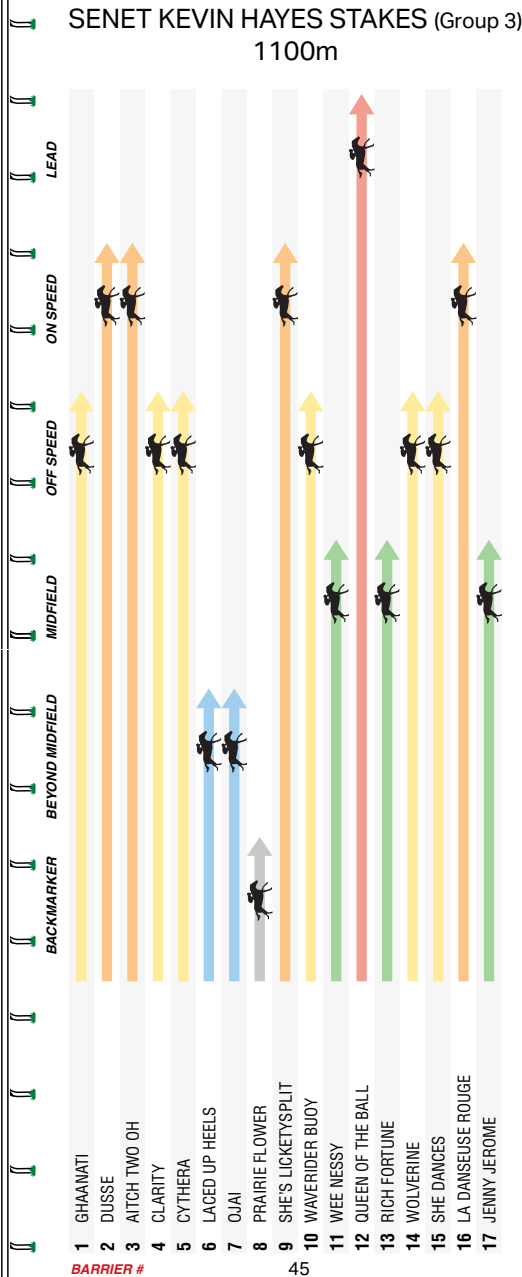 SENET KEVIN HAYES STAKES (Group 3)
1100m
LEAD
ON SPEED
OFF SPEED
MIDFIELD
BEYOND MIDFIELD
BACKMARKER
1 GHAANATI
2 DUSSE
3 AITCH TWO OH
4 CLARITY
5 CYTHERA
6 LACED UP HEELS
7 OJAI
8 PRAIRIE FLOWER
9 SHE'S LICKETYSPLIT
10 WAVERIDER BUOY
11 WEE NESSY
12 QUEEN OF THE BALL
13 RICH FORTUNE
14 WOLVERINE
15 SHE DANCES
16 LA DANSEUSE ROUGE
17 JENNY JEROME
BARRIER #
45